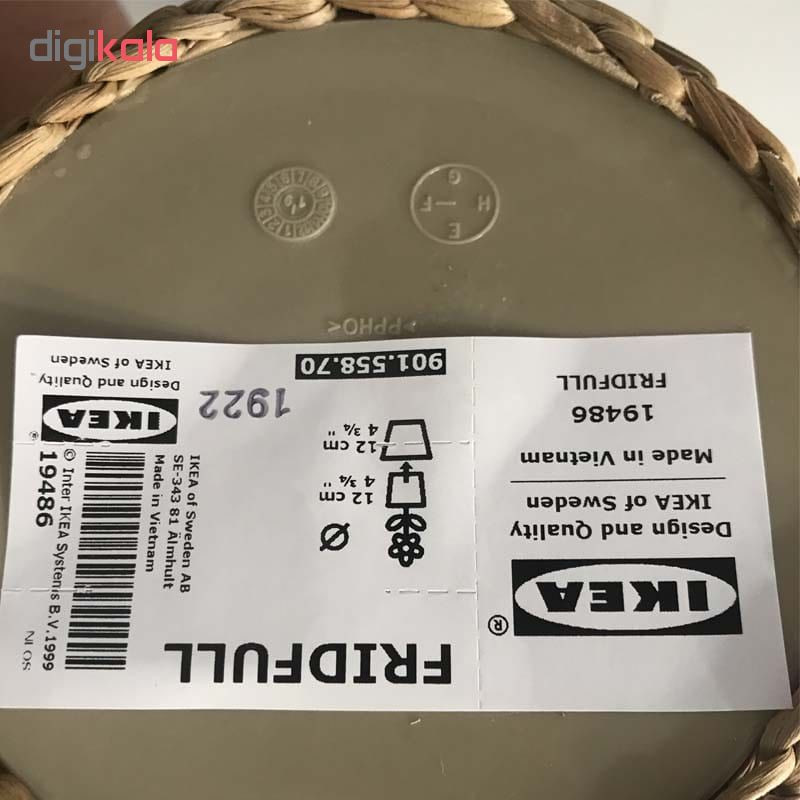 digikala
G
H — F
E
>PPHO<
FRIDFULL
IKEA
®
Design and Quality
IKEA of Sweden
Made in Vietnam
19486
FRIDFULL
12 cm
4 ¾ "
12 cm
4 ¾ "
901.558.70
1922
IKEA
®
Design and Quality
IKEA of Sweden
IKEA of Sweden AB
SE-343 81 Älmhult
Made in Vietnam
19486
© Inter IKEA Systems B.V. 1999